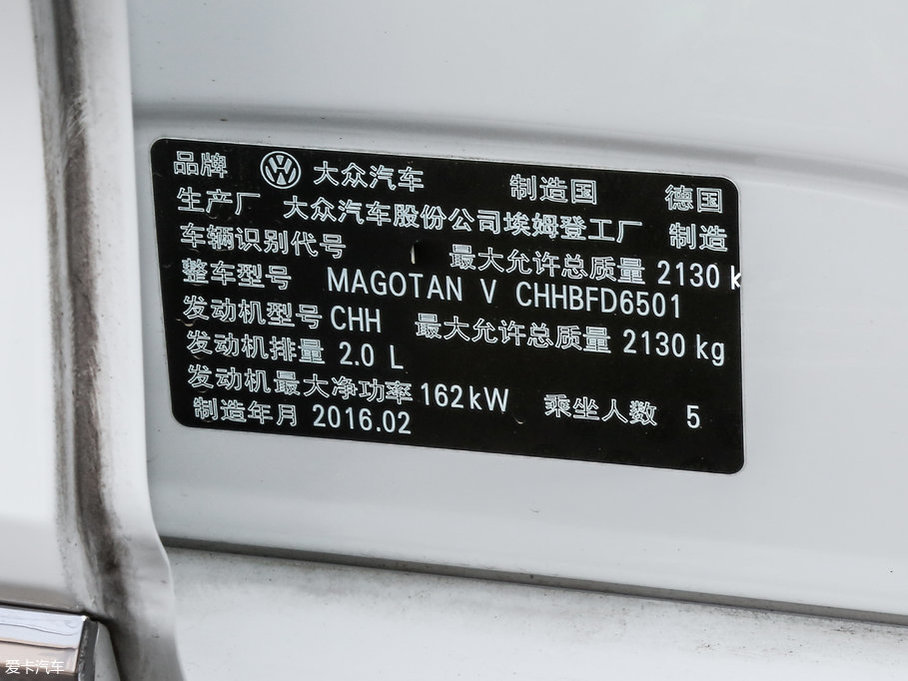 品牌 大众汽车 制造国 德国
生产厂 大众汽车股份公司埃姆登工厂 制造
车辆识别代号 最大允许总质量 2130 k
整车型号 MAGOTAN V CHHBFD6501
发动机型号 CHH 最大允许总质量 2130 kg
发动机排量 2.0 L
发动机最大净功率 162kW 乘坐人数 5
制造年月 2016.02
爱卡汽车